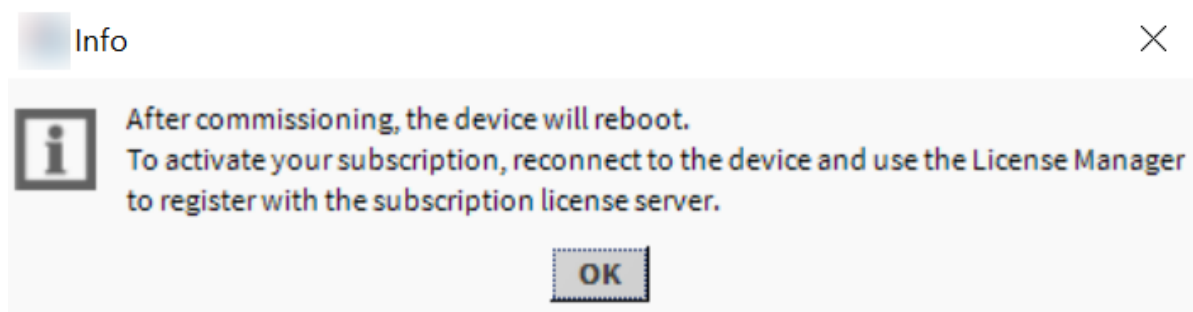 Info
After commissioning, the device will reboot.
To activate your subscription, reconnect to the device and use the License Manager
to register with the subscription license server.
OK